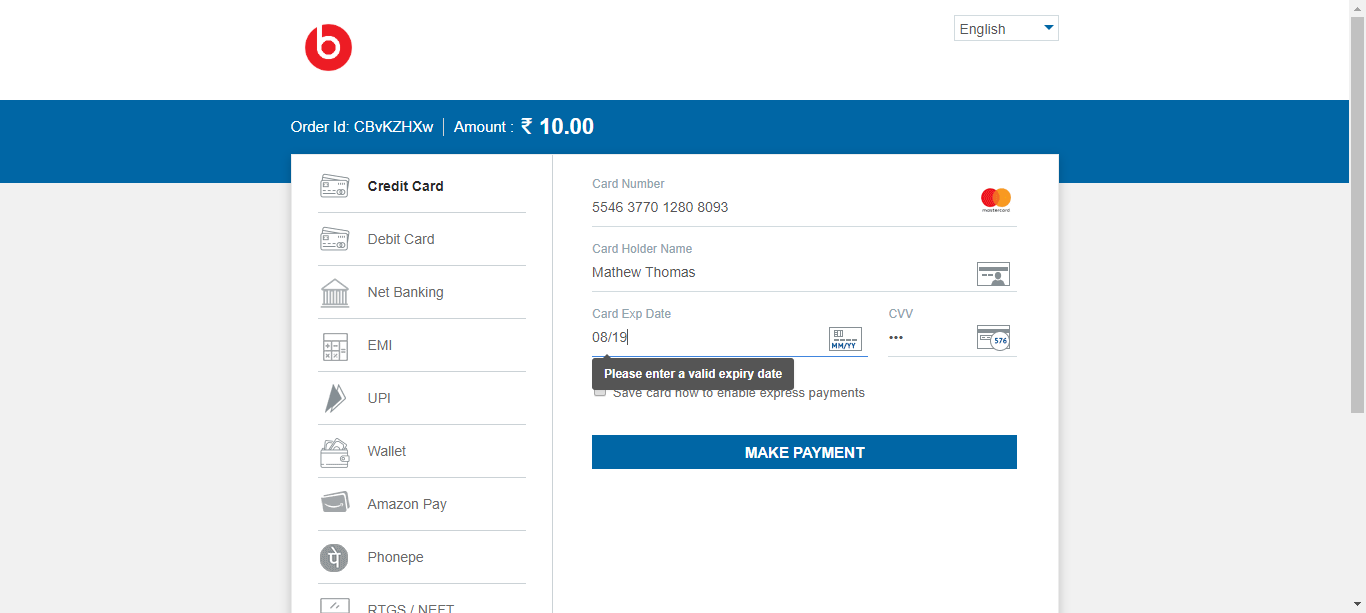 b
English
Order Id: CBvKZHXw
Amount : ₹ 10.00
Credit Card
Debit Card
Net Banking
EMI
UPI
Wallet
Amazon Pay
पे
Phonepe
RTGS / NEFT
Card Number
5546 3770 1280 8093
mastercard
Card Holder Name
Mathew Thomas
Card Exp Date
08/19
MM/YY
CVV
•••
576
Please enter a valid expiry date
Save card now to enable express payments
MAKE PAYMENT